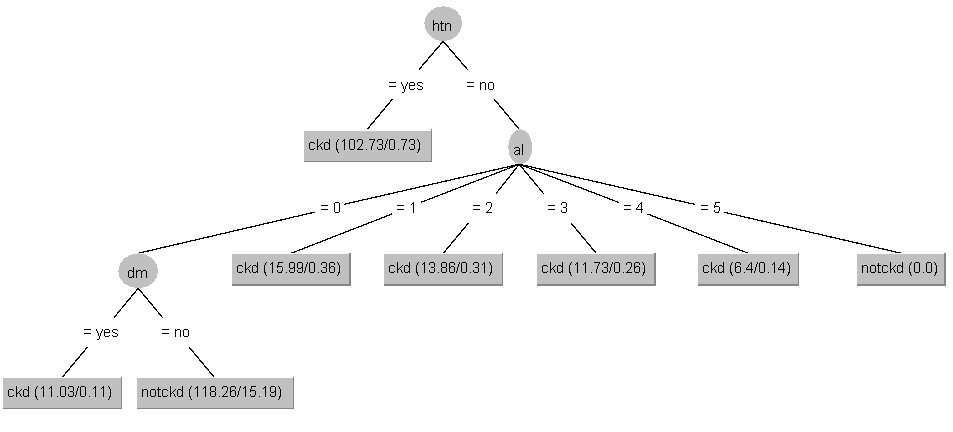 htn
= yes
= no
ckd (102.73/0.73)
al
= 0
= 1
= 2
= 3
= 4
= 5
dm
ckd (15.99/0.36)
ckd (13.86/0.31)
ckd (11.73/0.26)
ckd (6.4/0.14)
notckd (0.0)
= yes
= no
ckd (11.03/0.11)
notckd (118.26/15.19)